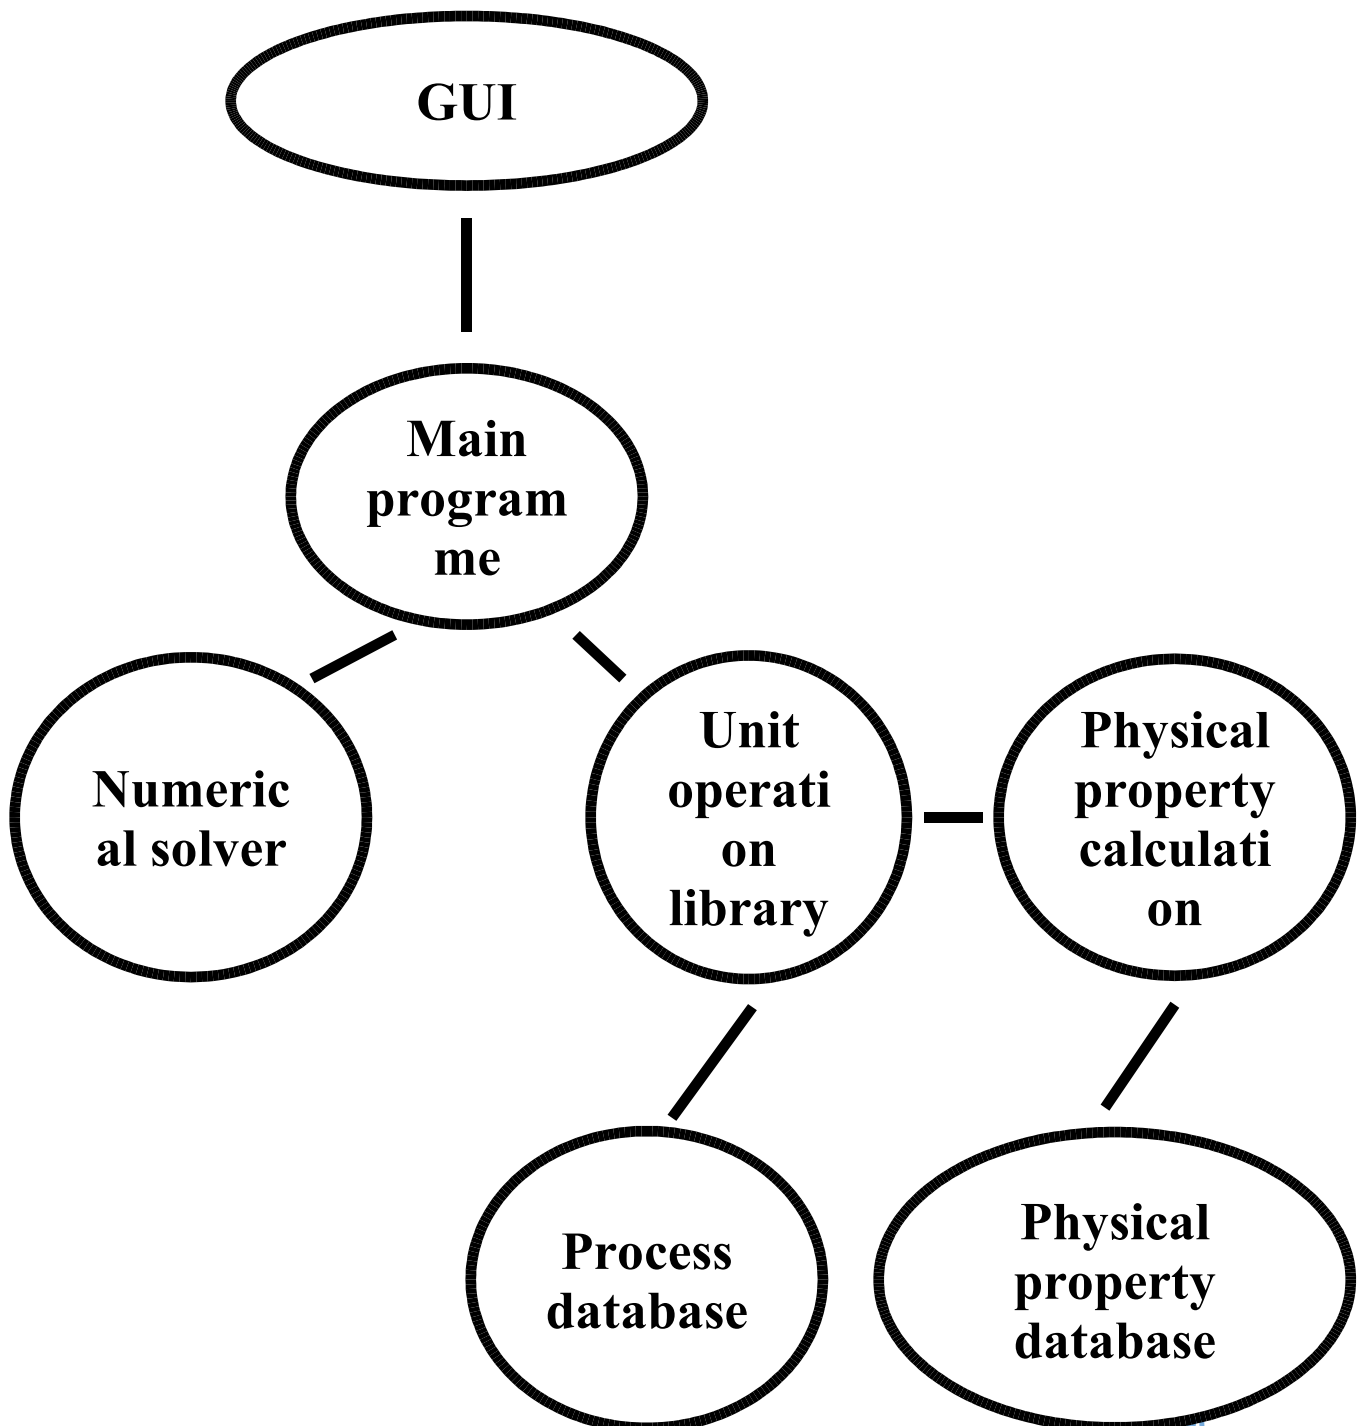 GUI
Main
program
me
Numeric
al solver
Unit
operati
on
library
Physical
property
calculati
on
Process
database
Physical
property
database